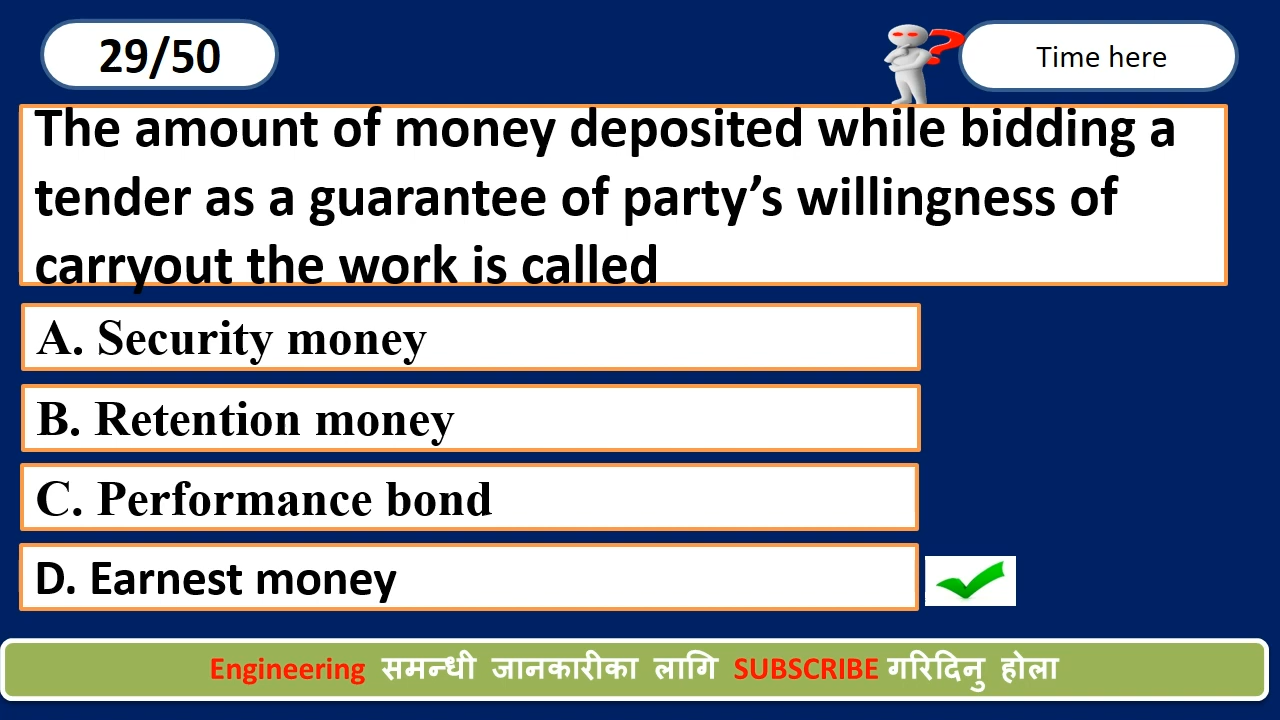 29/50
Time here
The amount of money deposited while bidding a
tender as a guarantee of party’s willingness of
carryout the work is called
A. Security money
B. Retention money
C. Performance bond
D. Earnest money
Engineering समन्धी जानकारीका लागि SUBSCRIBE गरिदिनु होला